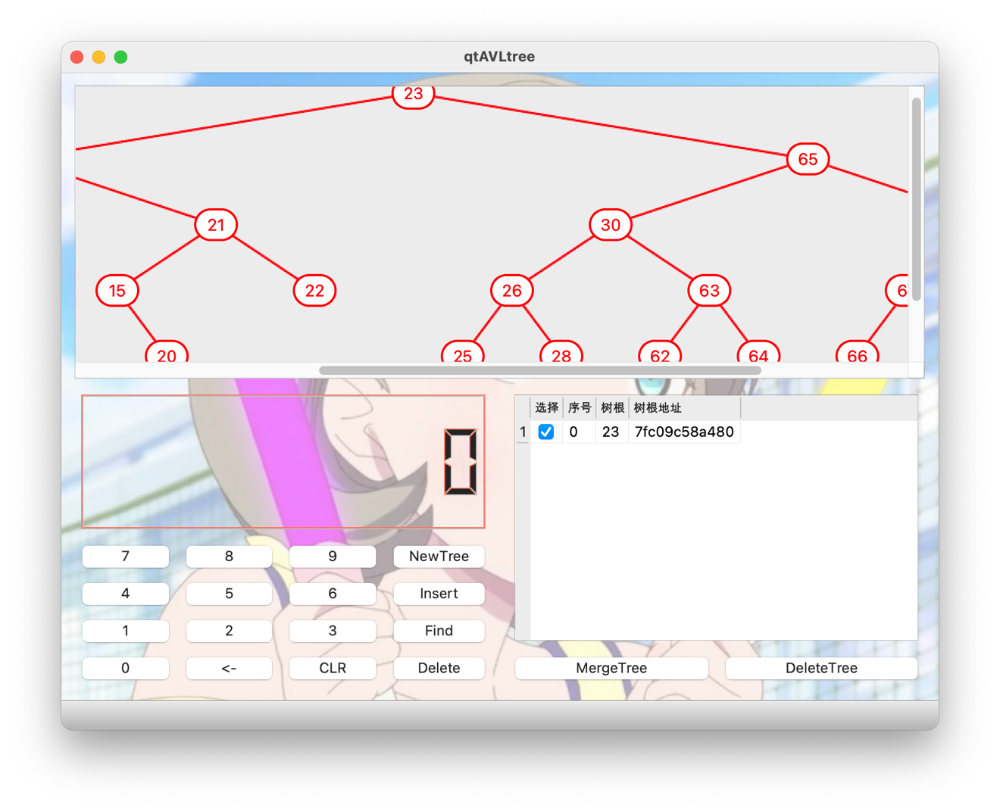 qtAVLtree
23
65
21
30
15
22
26
63
20
25
28
62
64
66
0
选择 序号 树根 树根地址
1 0 23 7fc09c58a480
7 8 9 NewTree
4 5 6 Insert
1 2 3 Find
0 <- CLR Delete
MergeTree DeleteTree